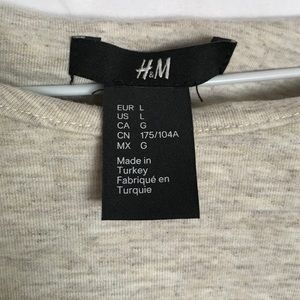 H&M
EUR L
US L
CA G
CN 175/104A
MX G
Made in
Turkey
Fabriqué en
Turquie